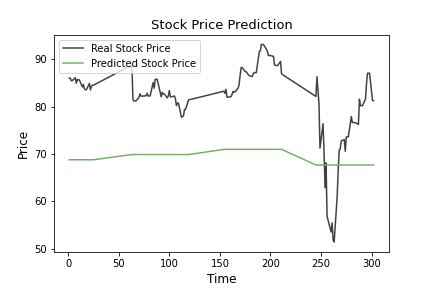 Stock Price Prediction
Real Stock Price
Predicted Stock Price
Price
90
80
70
60
50
0 50 100 150 200 250 300
Time